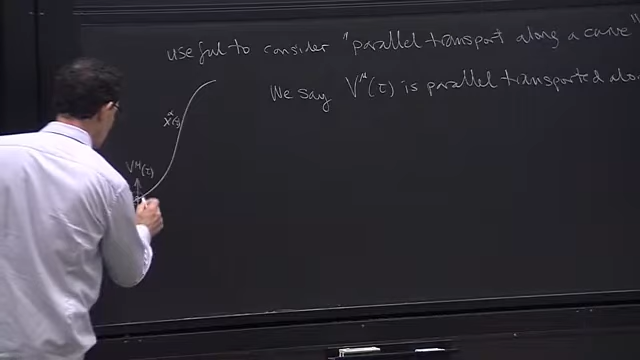 useful to consider "parallel transport along a curve"
We say V^μ(τ) is parallel transported alo
x^α(τ)
V^μ(τ)